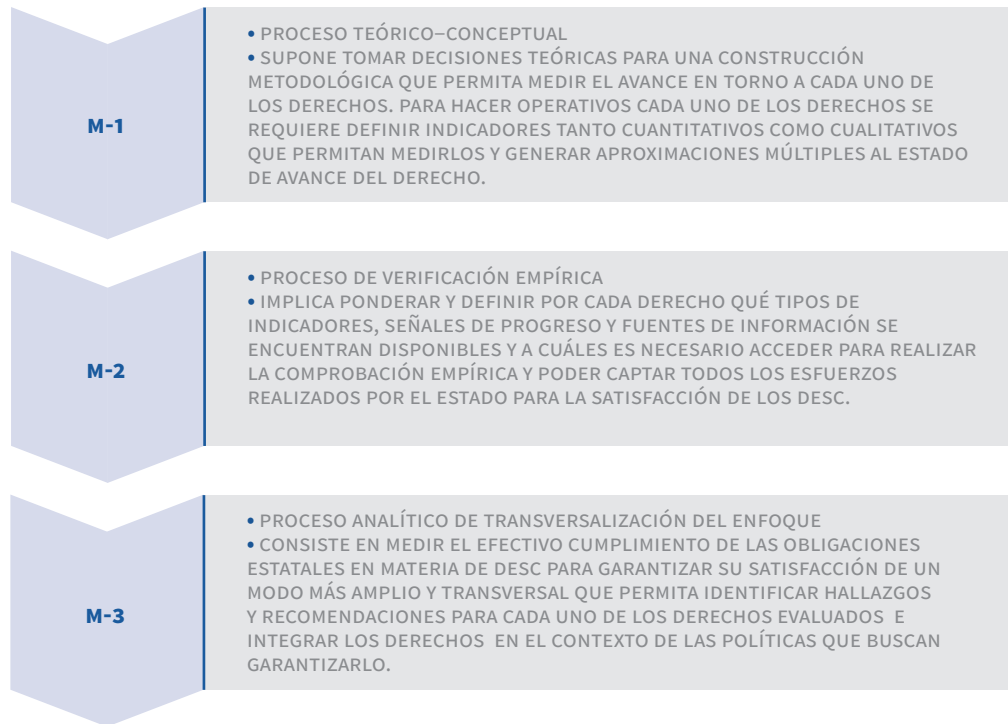 M-1
• PROCESO TEÓRICO–CONCEPTUAL
• SUPONE TOMAR DECISIONES TEÓRICAS PARA UNA CONSTRUCCIÓN
METODOLÓGICA QUE PERMITA MEDIR EL AVANCE EN TORNO A CADA UNO DE
LOS DERECHOS. PARA HACER OPERATIVOS CADA UNO DE LOS DERECHOS SE
REQUIERE DEFINIR INDICADORES TANTO CUANTITATIVOS COMO CUALITATIVOS
QUE PERMITAN MEDIRLOS Y GENERAR APROXIMACIONES MÚLTIPLES AL ESTADO
DE AVANCE DEL DERECHO.
M-2
• PROCESO DE VERIFICACIÓN EMPÍRICA
• IMPLICA PONDERAR Y DEFINIR POR CADA DERECHO QUÉ TIPOS DE
INDICADORES, SEÑALES DE PROGRESO Y FUENTES DE INFORMACIÓN SE
ENCUENTRAN DISPONIBLES Y A CUÁLES ES NECESARIO ACCEDER PARA REALIZAR
LA COMPROBACIÓN EMPÍRICA Y PODER CAPTAR TODOS LOS ESFUERZOS
REALIZADOS POR EL ESTADO PARA LA SATISFACCIÓN DE LOS DESC.
M-3
• PROCESO ANALÍTICO DE TRANSVERSALIZACIÓN DEL ENFOQUE
• CONSISTE EN MEDIR EL EFECTIVO CUMPLIMIENTO DE LAS OBLIGACIONES
ESTATALES EN MATERIA DE DESC PARA GARANTIZAR SU SATISFACCIÓN DE UN
MODO MÁS AMPLIO Y TRANSVERSAL QUE PERMITA IDENTIFICAR HALLAZGOS
Y RECOMENDACIONES PARA CADA UNO DE LOS DERECHOS EVALUADOS E
INTEGRAR LOS DERECHOS EN EL CONTEXTO DE LAS POLÍTICAS QUE BUSCAN
GARANTIZARLO.